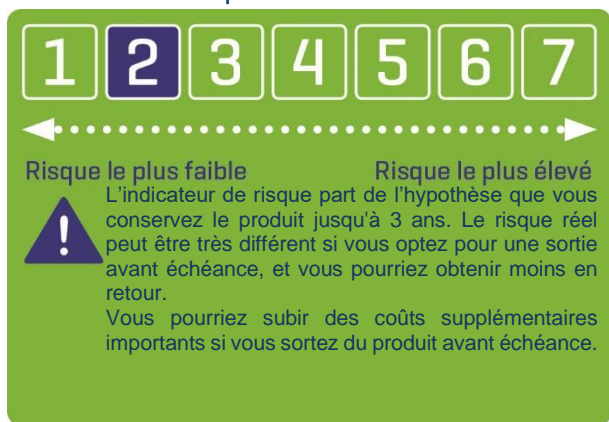 1 2 3 4 5 6 7
Risque le plus faible Risque le plus élevé
L'indicateur de risque part de l'hypothèse que vous
conservez le produit jusqu'à 3 ans. Le risque réel
peut être très différent si vous optez pour une sortie
avant échéance, et vous pourriez obtenir moins en
retour.
Vous pourriez subir des coûts supplémentaires
importants si vous sortez du produit avant échéance.